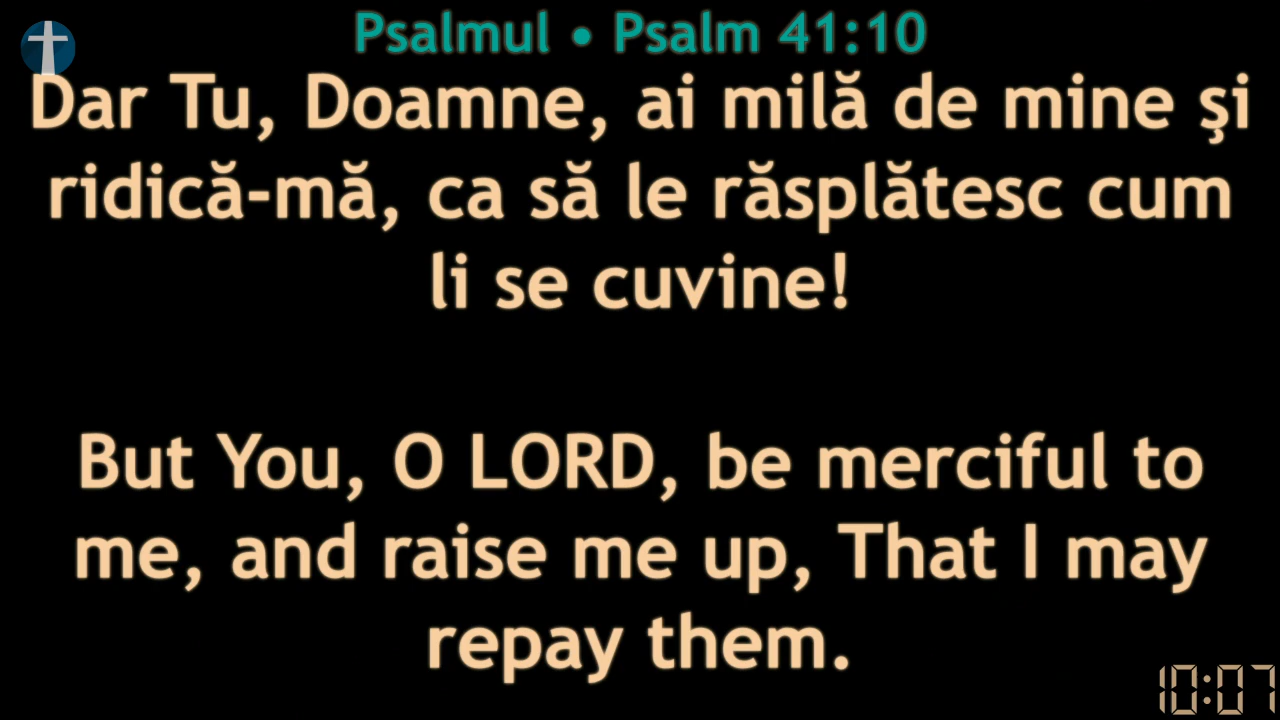 Psalmul • Psalm 41:10
Dar Tu, Doamne, ai milă de mine şi
ridică-mă, ca să le răsplătesc cum
li se cuvine!
But You, O LORD, be merciful to
me, and raise me up, That I may
repay them.
10:07